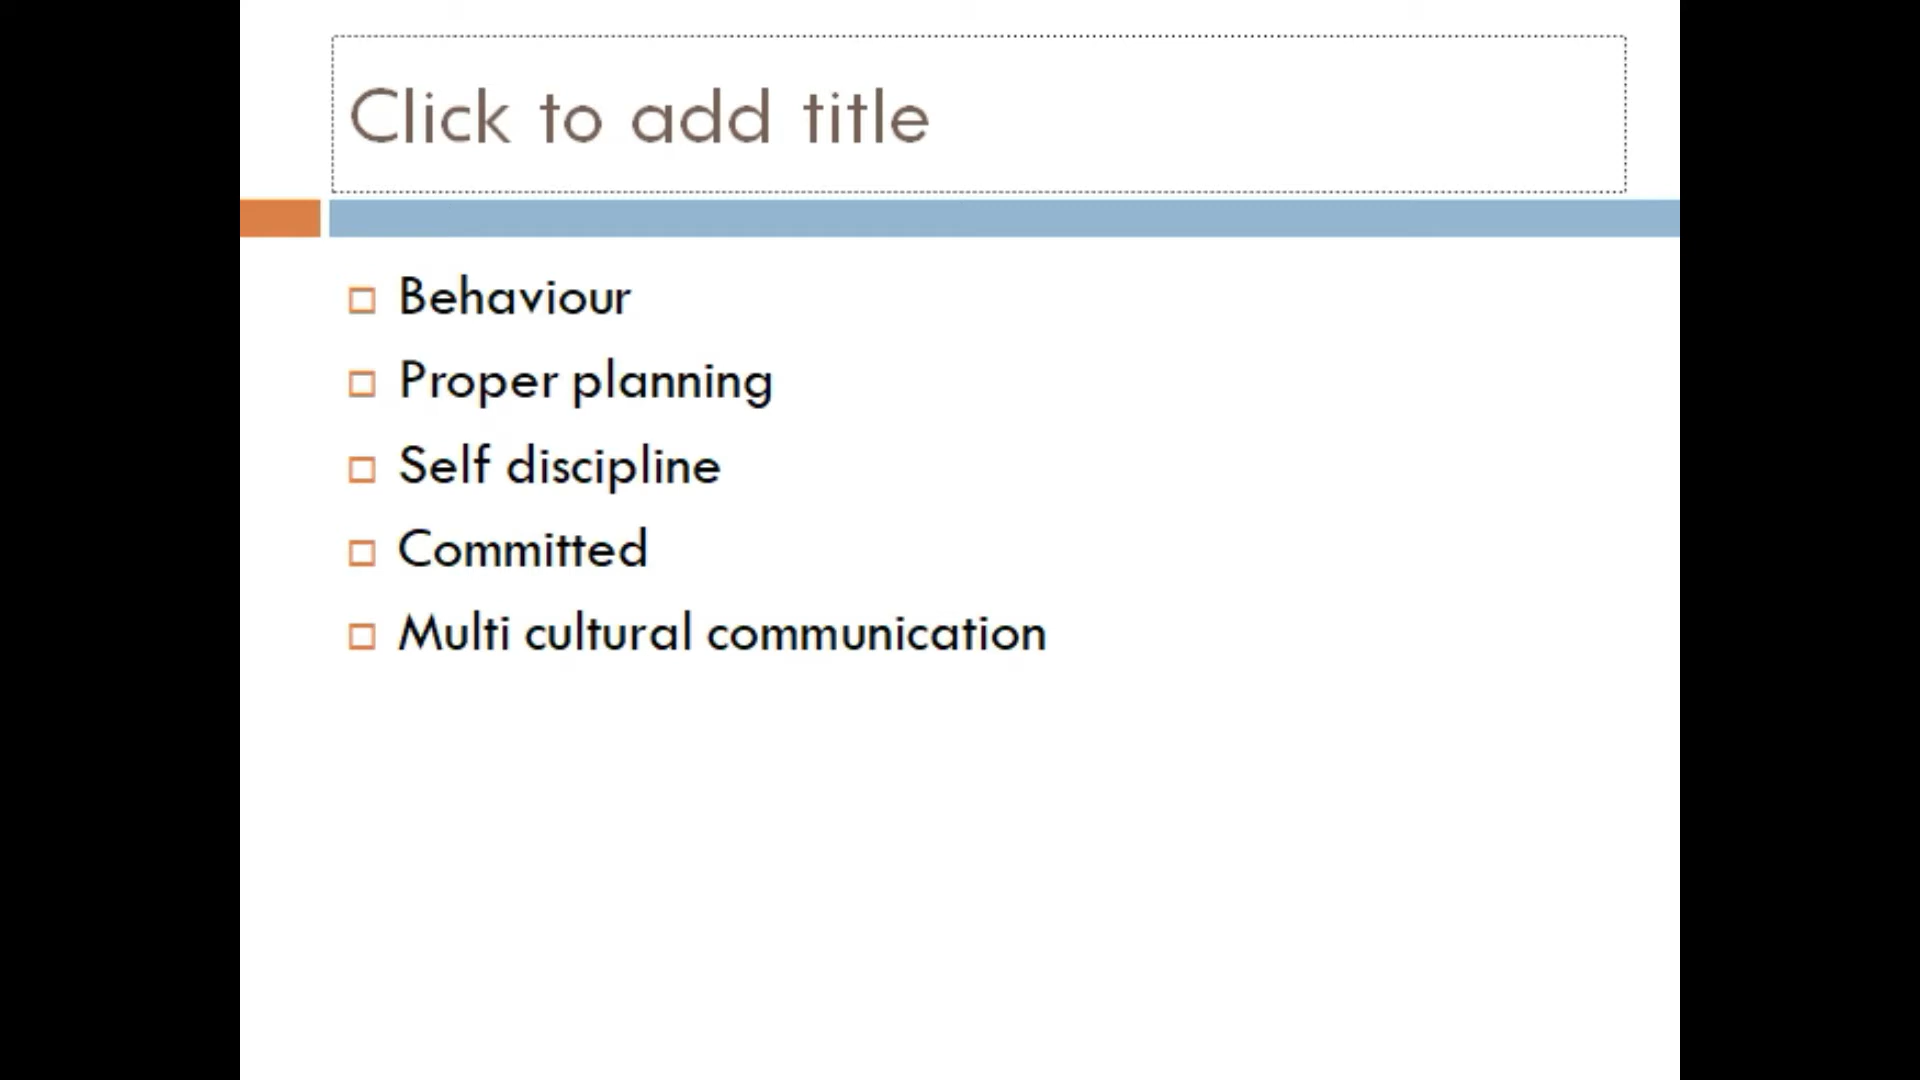 Click to add title
Behaviour
Proper planning
Self discipline
Committed
Multi cultural communication